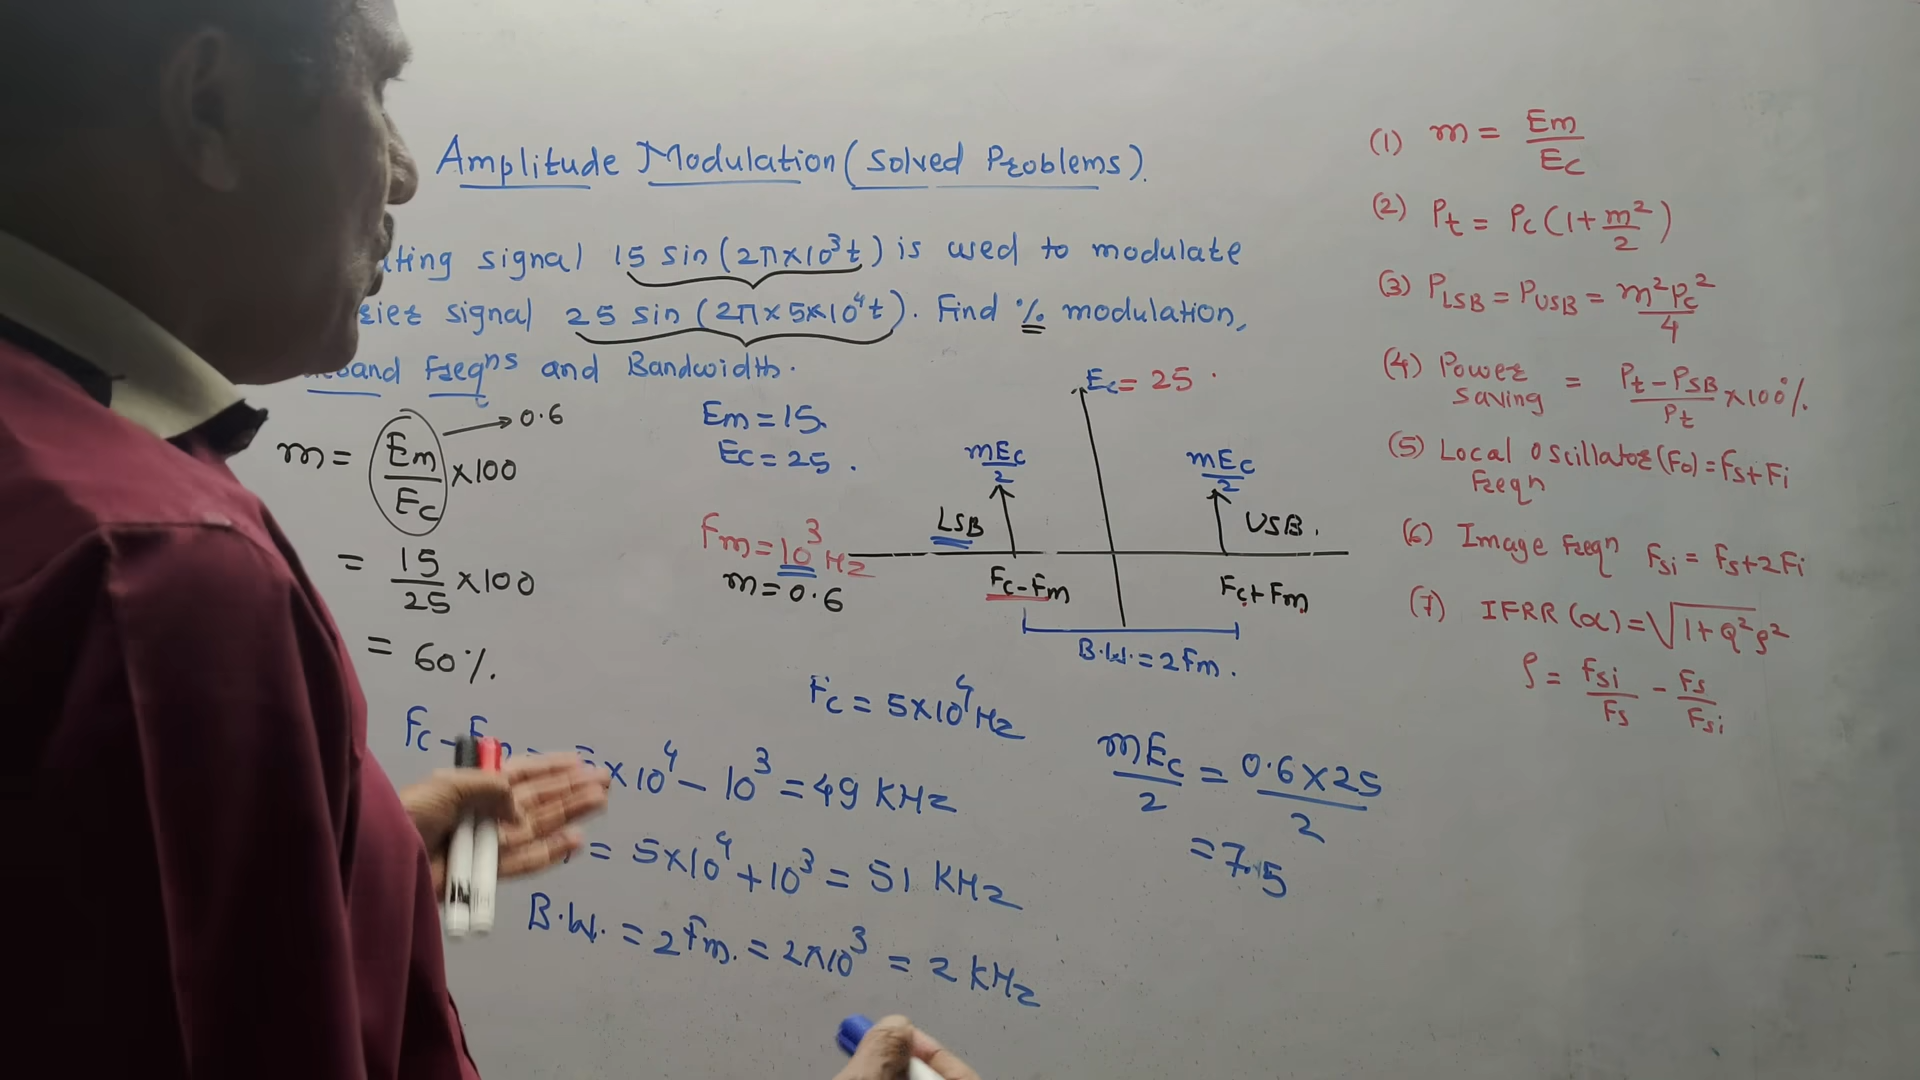 Amplitude Modulation (Solved Problems).
ting signal 15 sin (2π×10³t) is used to modulate
rier signal 25 sin (2π×5×10⁴t). Find % modulation,
band Freqns and Bandwidth.
m = Em/Ec ×100 → 0.6
= 15/25 ×100
= 60%.
Em = 15
Ec = 25.
Fm = 10³ Hz
m = 0.6
Ec = 25.
mEc/2
mEc/2
LSB
USB.
Fc-Fm
Fc+Fm
B.W. = 2Fm.
Fc = 5×10⁴ Hz
Fc - Fm = 5×10⁴ - 10³ = 49 KHz
= 5×10⁴ + 10³ = 51 KHz
B.W. = 2Fm. = 2×10³ = 2 KHz
mEc/2 = 0.6×25/2
= 7.5
(1) m = Em/Ec
(2) Pt = Pc (1+m²/2)
(3) PLSB = PUSB = m²Pc²/4
(4) Power saving = Pt-PSB/Pt ×100%.
(5) Local Oscillator (Fo) = Fs+Fi
Freqn
(6) Image Freqn Fsi = Fs+2Fi
(7) IFRR (α) = √1+Q²ρ²
ρ = Fsi/Fs - Fs/Fsi